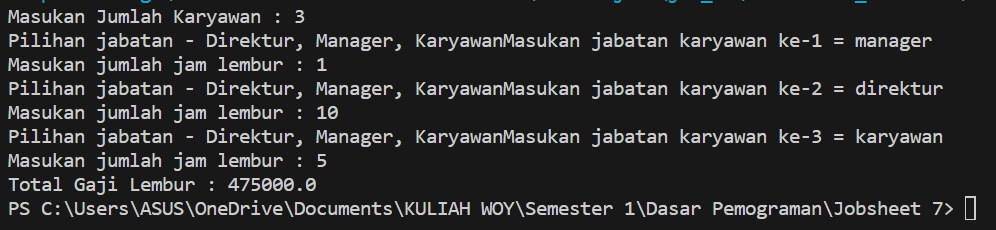 Masukan Jumlah Karyawan : 3
Pilihan jabatan - Direktur, Manager, KaryawanMasukan jabatan karyawan ke-1 = manager
Masukan jumlah jam lembur : 1
Pilihan jabatan - Direktur, Manager, KaryawanMasukan jabatan karyawan ke-2 = direktur
Masukan jumlah jam lembur : 10
Pilihan jabatan - Direktur, Manager, KaryawanMasukan jabatan karyawan ke-3 = karyawan
Masukan jumlah jam lembur : 5
Total Gaji Lembur : 475000.0
PS C:\Users\ASUS\OneDrive\Documents\KULIAH WOY\Semester 1\Dasar Pemograman\Jobsheet 7>